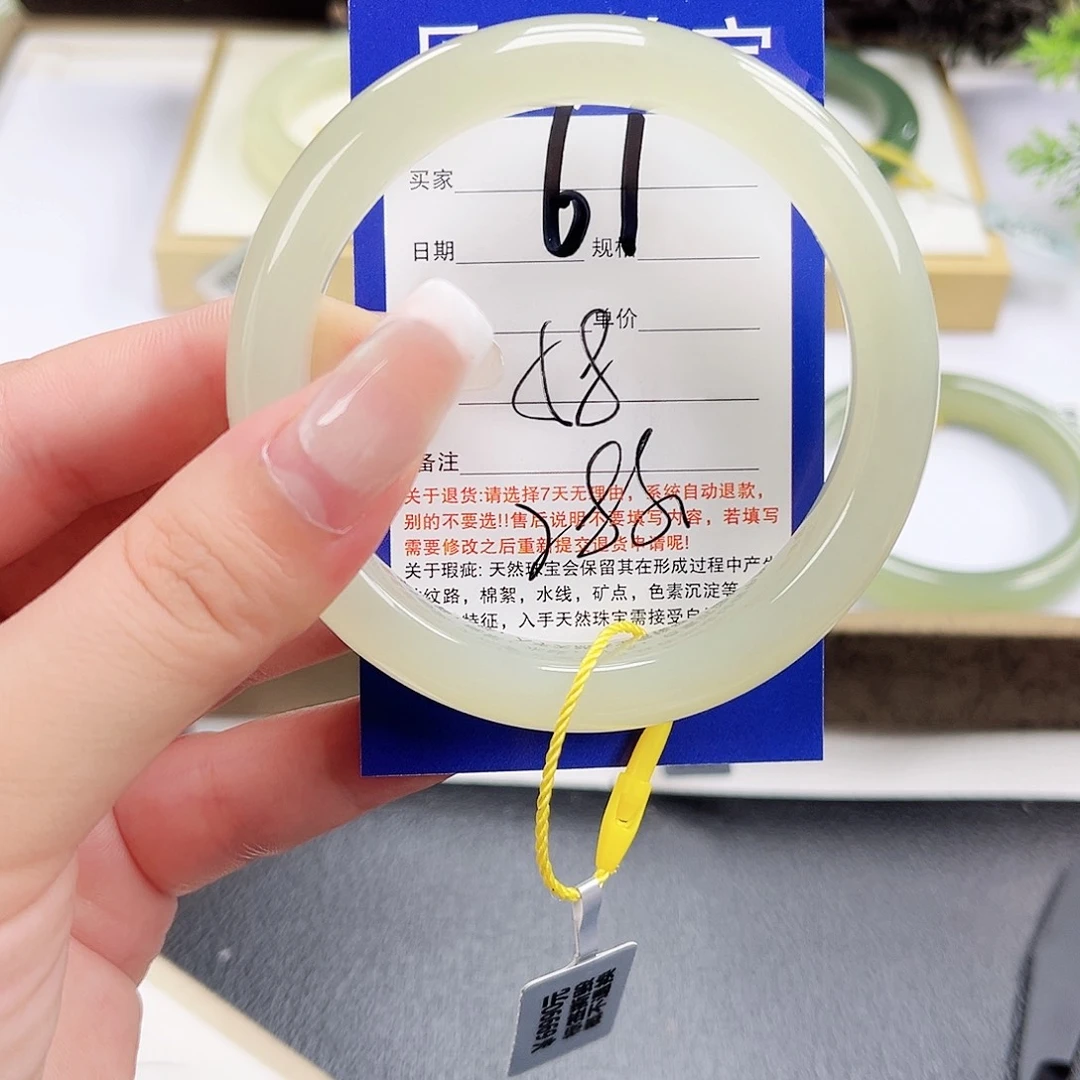 61
买家
日期 规格
单价
48
备注
2885
关于退货:请选择7天无理由，系统自动退款，
别的不要选!!售后说明不要填写内容，若填写
需要修改之后重新提交退货申请呢!
关于瑕疵: 天然珠宝会保留其在形成过程中产生
纹路，棉絮，水线，矿点，色素沉淀等
特征，入手天然珠宝需接受自